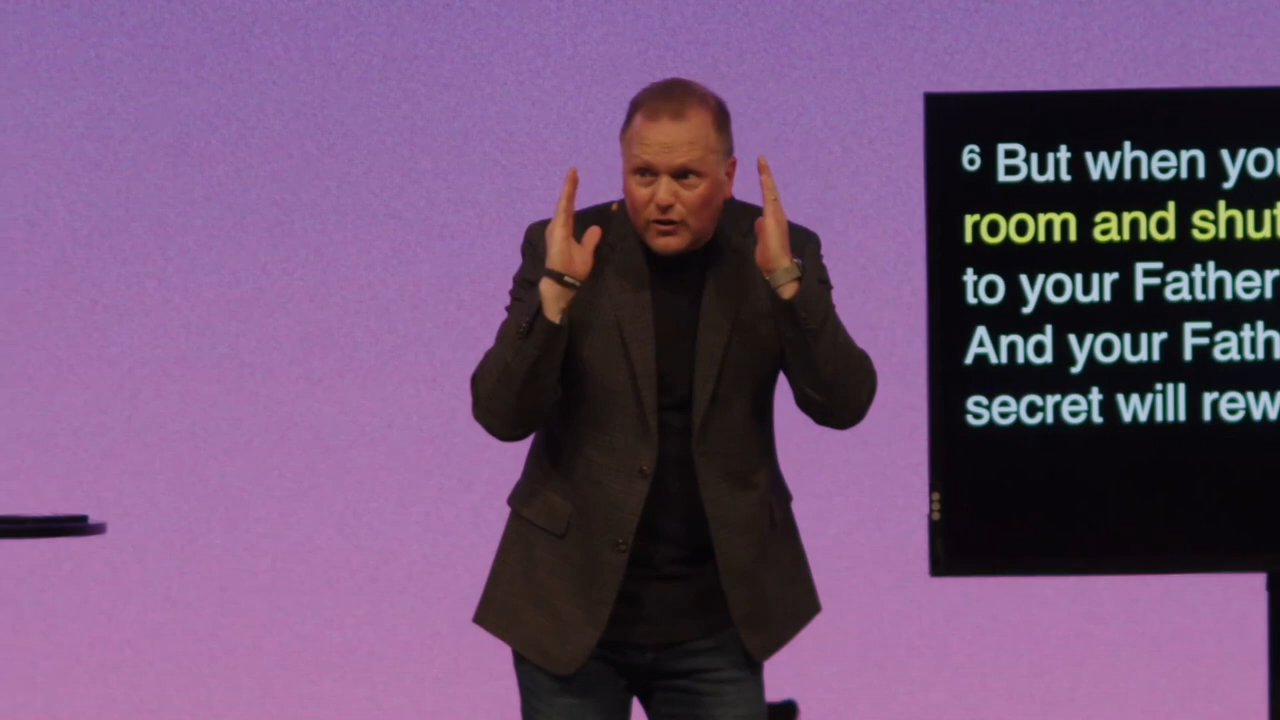 6 But when you
room and shut
to your Father
And your Fath
secret will rew